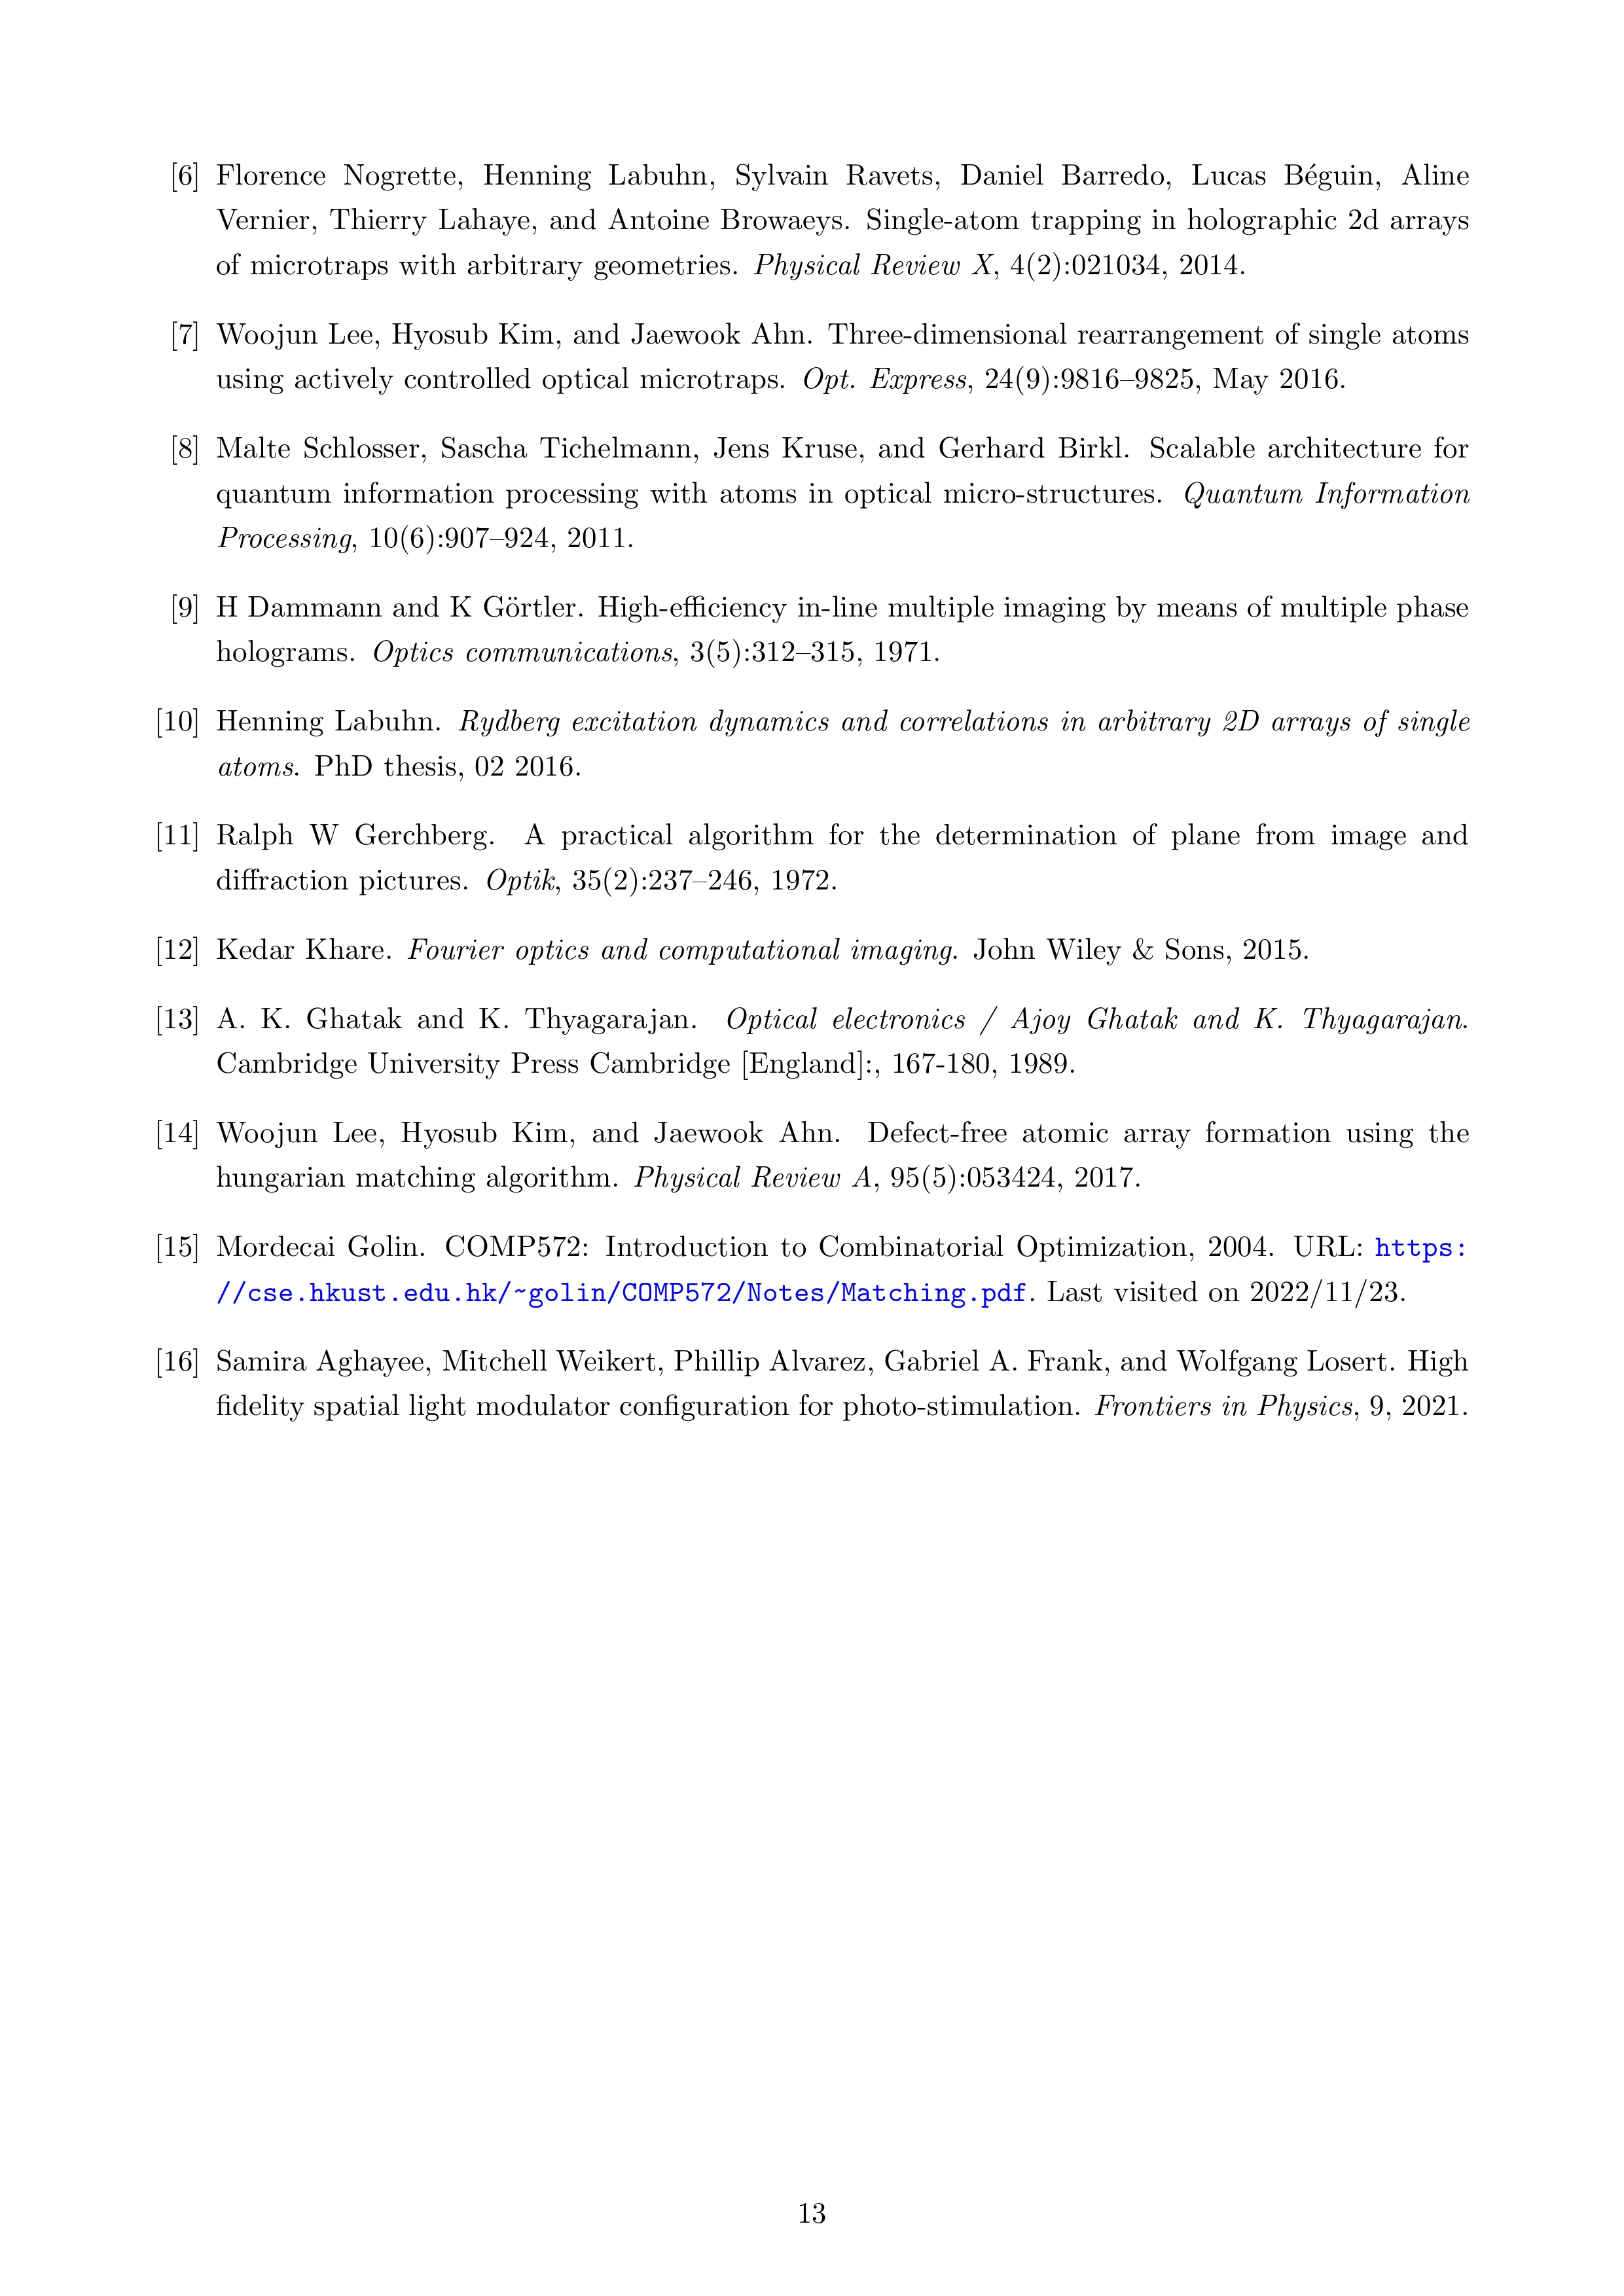 [6] Florence Nogrette, Henning Labuhn, Sylvain Ravets, Daniel Barredo, Lucas Béguin, Aline
Vernier, Thierry Lahaye, and Antoine Browaeys. Single-atom trapping in holographic 2d arrays
of microtraps with arbitrary geometries. Physical Review X, 4(2):021034, 2014.
[7] Woojun Lee, Hyosub Kim, and Jaewook Ahn. Three-dimensional rearrangement of single atoms
using actively controlled optical microtraps. Opt. Express, 24(9):9816–9825, May 2016.
[8] Malte Schlosser, Sascha Tichelmann, Jens Kruse, and Gerhard Birkl. Scalable architecture for
quantum information processing with atoms in optical micro-structures. Quantum Information
Processing, 10(6):907–924, 2011.
[9] H Dammann and K Görtler. High-efficiency in-line multiple imaging by means of multiple phase
holograms. Optics communications, 3(5):312–315, 1971.
[10] Henning Labuhn. Rydberg excitation dynamics and correlations in arbitrary 2D arrays of single
atoms. PhD thesis, 02 2016.
[11] Ralph W Gerchberg. A practical algorithm for the determination of plane from image and
diffraction pictures. Optik, 35(2):237–246, 1972.
[12] Kedar Khare. Fourier optics and computational imaging. John Wiley & Sons, 2015.
[13] A. K. Ghatak and K. Thyagarajan. Optical electronics / Ajoy Ghatak and K. Thyagarajan.
Cambridge University Press Cambridge [England]:, 167-180, 1989.
[14] Woojun Lee, Hyosub Kim, and Jaewook Ahn. Defect-free atomic array formation using the
hungarian matching algorithm. Physical Review A, 95(5):053424, 2017.
[15] Mordecai Golin. COMP572: Introduction to Combinatorial Optimization, 2004. URL: https:
//cse.hkust.edu.hk/~golin/COMP572/Notes/Matching.pdf. Last visited on 2022/11/23.
[16] Samira Aghayee, Mitchell Weikert, Phillip Alvarez, Gabriel A. Frank, and Wolfgang Losert. High
fidelity spatial light modulator configuration for photo-stimulation. Frontiers in Physics, 9, 2021.
13